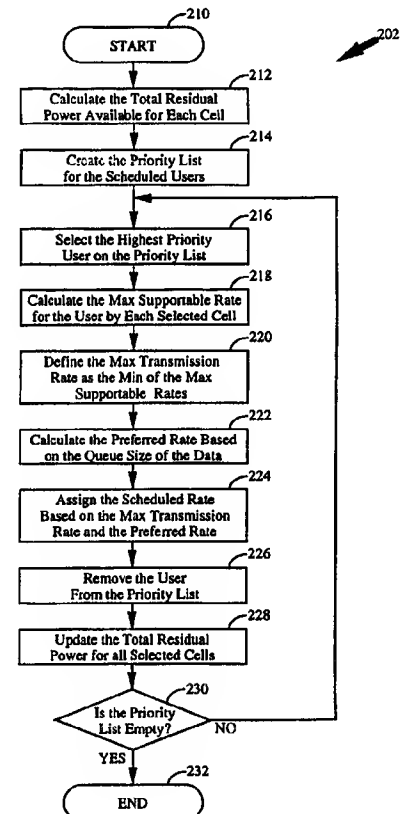 210
START
202
212
Calculate the Total Residual
Power Available for Each Cell
214
Create the Priority List
for the Scheduled Users
216
Select the Highest Priority
User on the Priority List
218
Calculate the Max Supportable Rate
for the User by Each Selected Cell
220
Define the Max Transmission
Rate as the Min of the Max
Supportable Rates
222
Calculate the Preferred Rate Based
on the Queue Size of the Data
224
Assign the Scheduled Rate
Based on the Max Transmission
Rate and the Preferred Rate
226
Remove the User
From the Priority List
228
Update the Total Residual
Power for all Selected Cells
230
Is the Priority
List Empty?
NO
YES
232
END